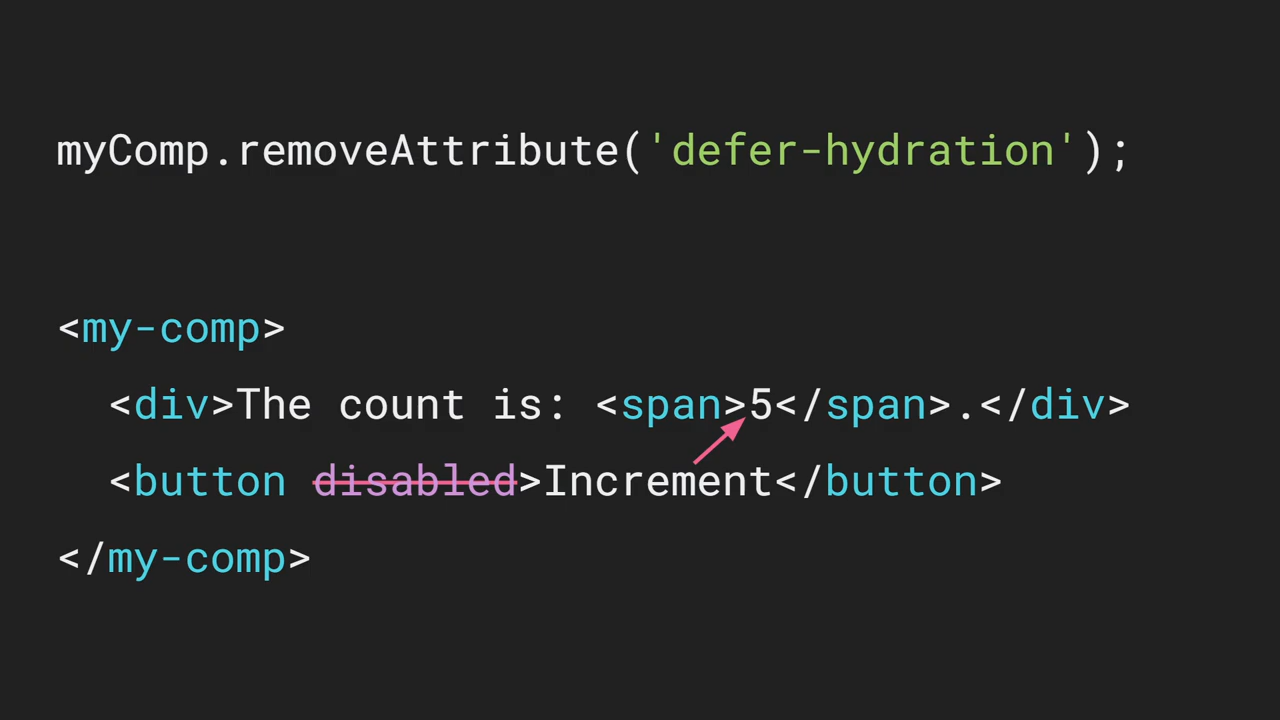 myComp.removeAttribute('defer-hydration');
<my-comp>
<div>The count is: <span>5</span>.</div>
<button disabled>Increment</button>
</my-comp>